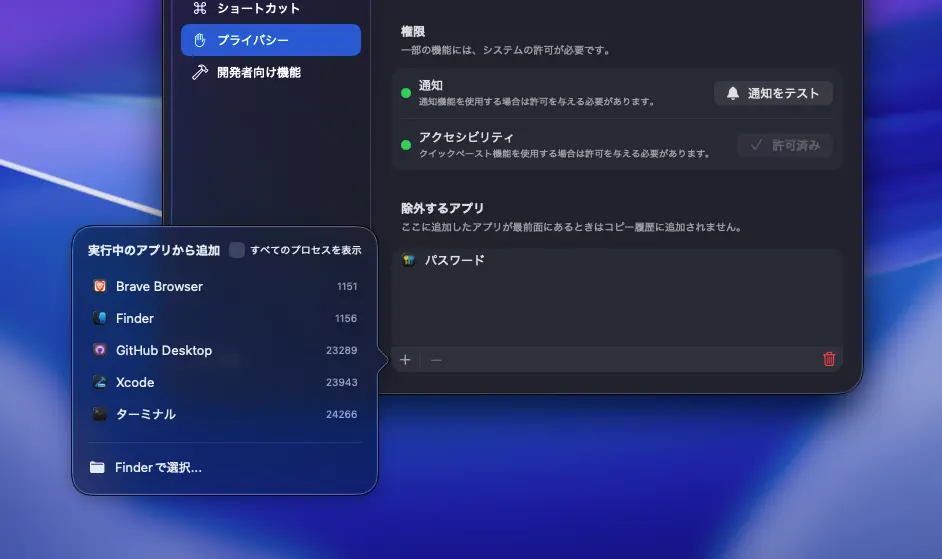 ショートカット
プライバシー
開発者向け機能
権限
一部の機能には、システムの許可が必要です。
通知
通知機能を使用する場合は許可を与える必要があります。
通知をテスト
アクセシビリティ
クイックペースト機能を使用する場合は許可を与える必要があります。
許可済み
除外するアプリ
ここに追加したアプリが最前面にあるときはコピー履歴に追加されません。
パスワード
実行中のアプリから追加 すべてのプロセスを表示
Brave Browser 1151
Finder 1156
GitHub Desktop 23289
Xcode 23943
ターミナル 24266
Finderで選択...